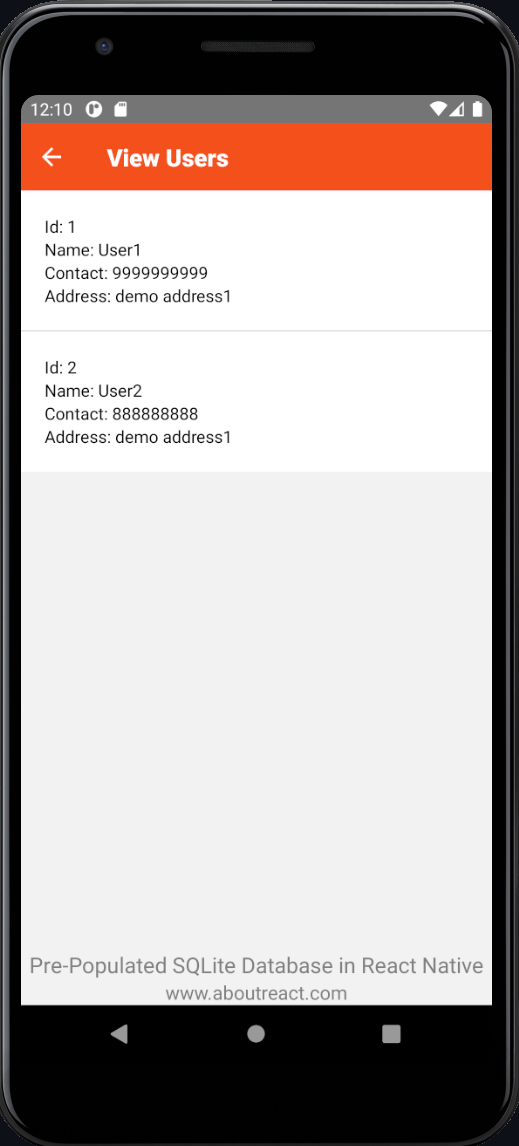 12:10
View Users
Id: 1
Name: User1
Contact: 9999999999
Address: demo address1
Id: 2
Name: User2
Contact: 888888888
Address: demo address1
Pre-Populated SQLite Database in React Native
www.aboutreact.com